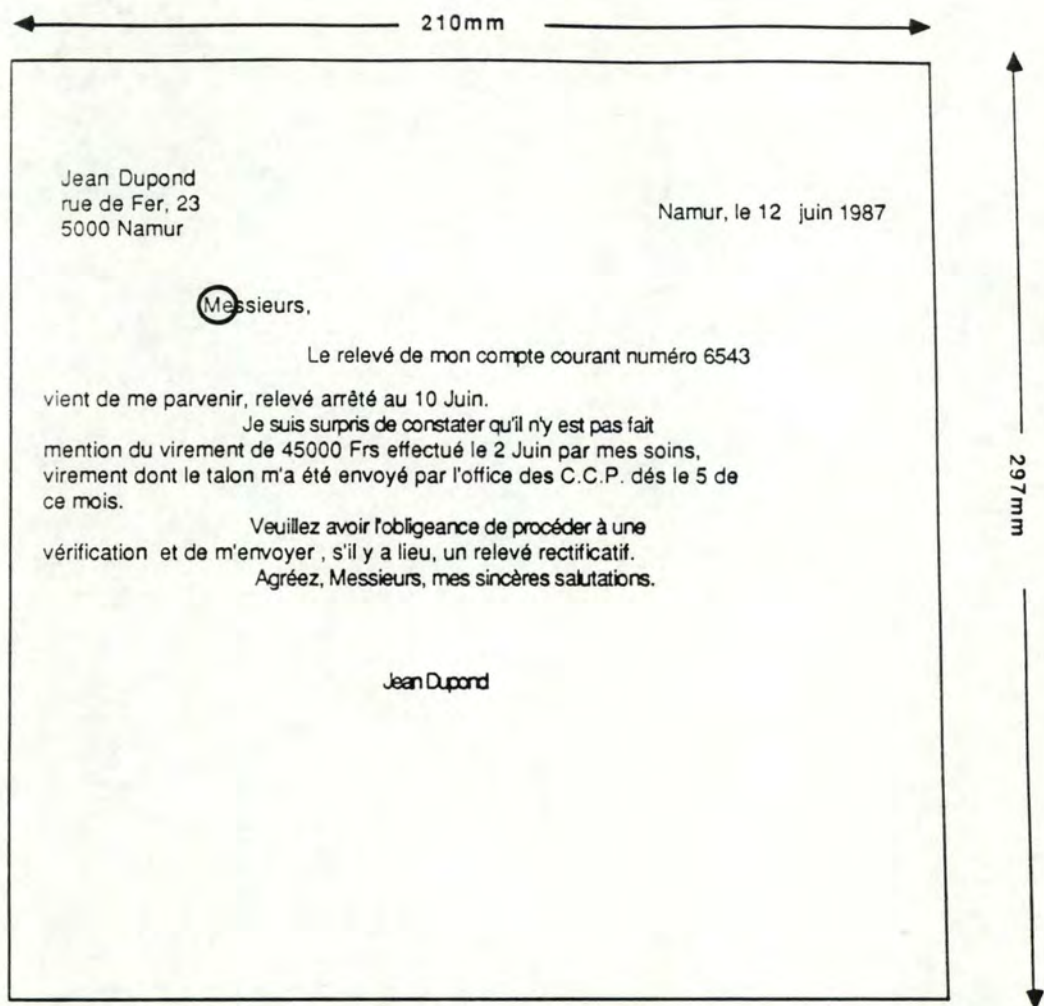 210mm
Jean Dupond
rue de Fer, 23
5000 Namur
Namur, le 12 juin 1987
Messieurs,
Le relevé de mon compte courant numéro 6543
vient de me parvenir, relevé arrêté au 10 Juin.
Je suis surpris de constater qu'il n'y est pas fait
mention du virement de 45000 Frs effectué le 2 Juin par mes soins,
virement dont le talon m'a été envoyé par l'office des C.C.P. dés le 5 de
ce mois.
Veuillez avoir l'obligeance de procéder à une
vérification et de m'envoyer , s'il y a lieu, un relevé rectificatif.
Agréez, Messieurs, mes sincères salutations.
Jean Dupond
297mm